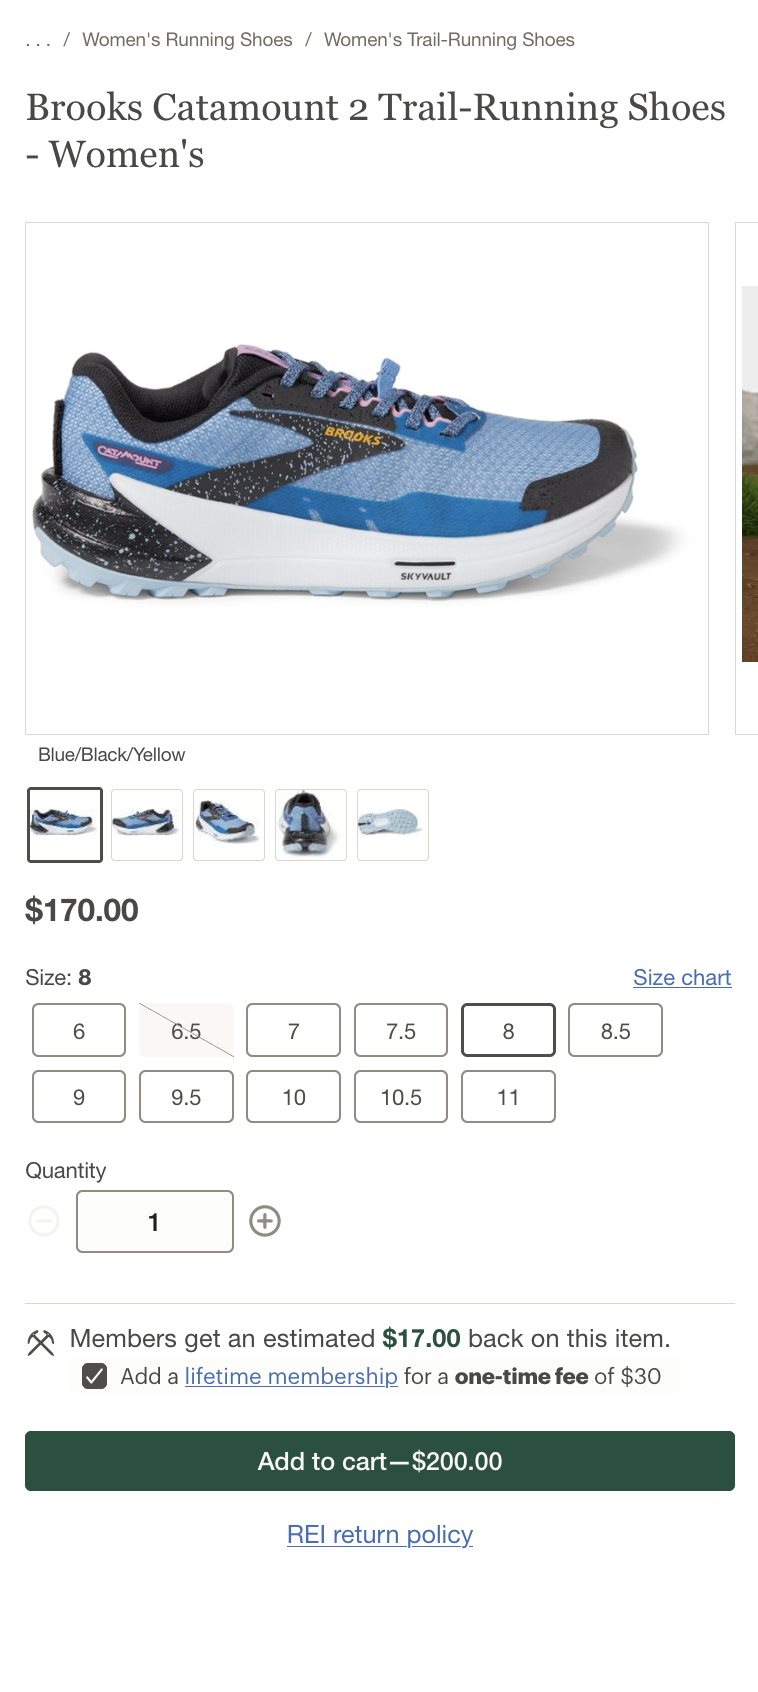 . . . / Women's Running Shoes / Women's Trail-Running Shoes
Brooks Catamount 2 Trail-Running Shoes
- Women's
BROOKS
CATAMOUNT
SKYVAULT
Blue/Black/Yellow
$170.00
Size: 8 Size chart
6 6.5 7 7.5 8 8.5
9 9.5 10 10.5 11
Quantity
1
Members get an estimated $17.00 back on this item.
Add a lifetime membership for a one-time fee of $30
Add to cart—$200.00
REI return policy